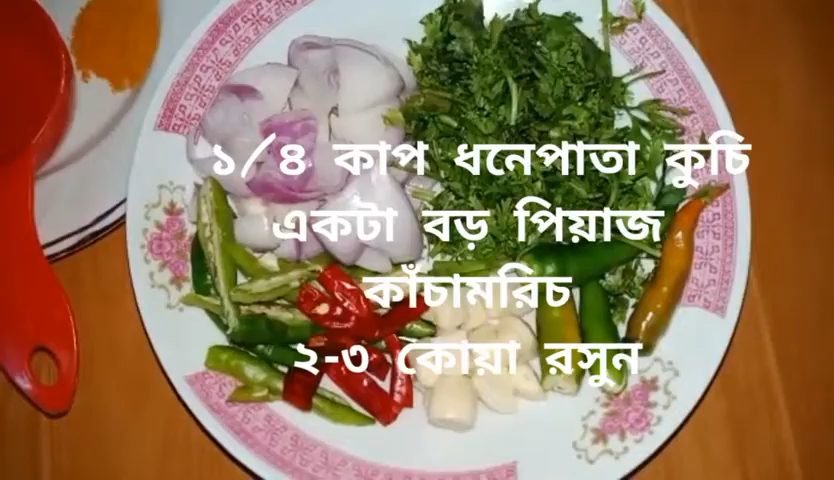 ১/৪ কাপ ধনেপাতা কুচি
একটা বড় পিয়াজ
কাঁচামরিচ
২-৩ কোয়া রসুন